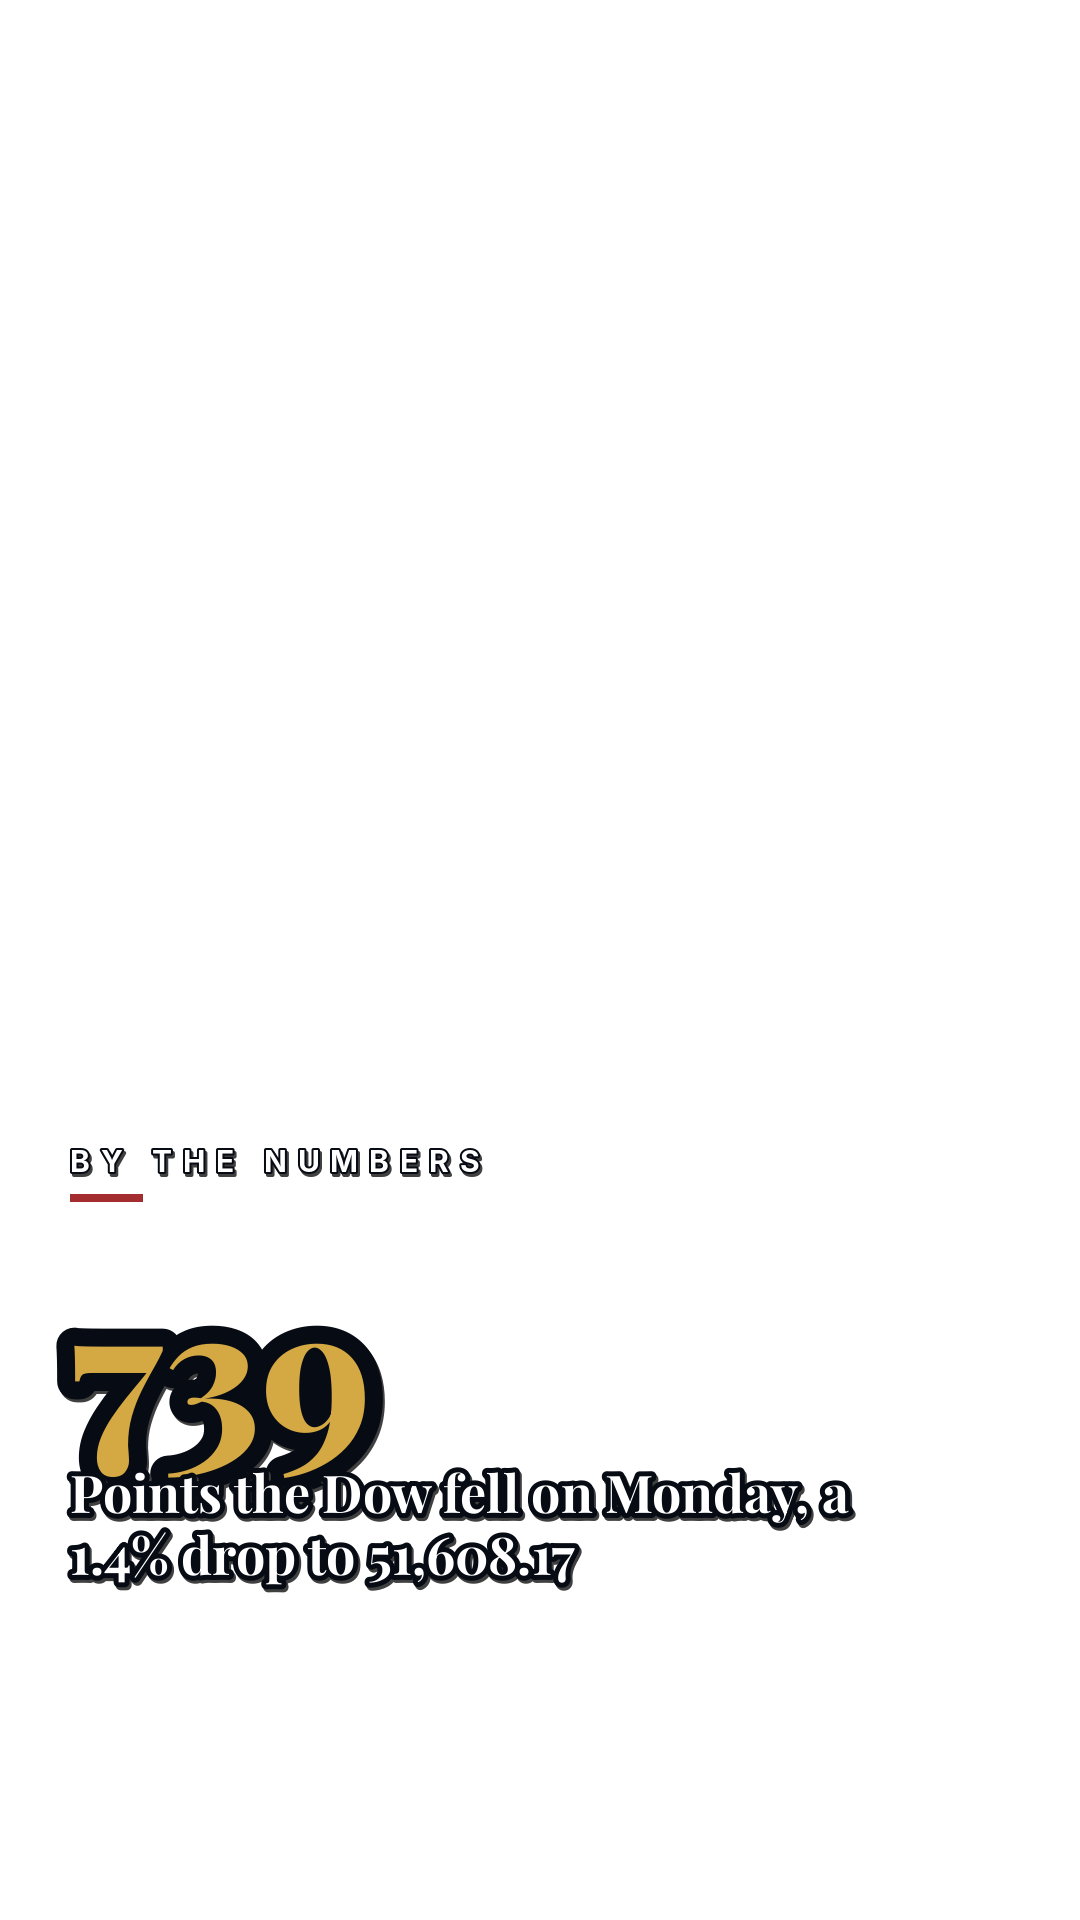 BY THE NUMBERS
739
Points the Dow fell on Monday, a
1.4% drop to 51,608.17